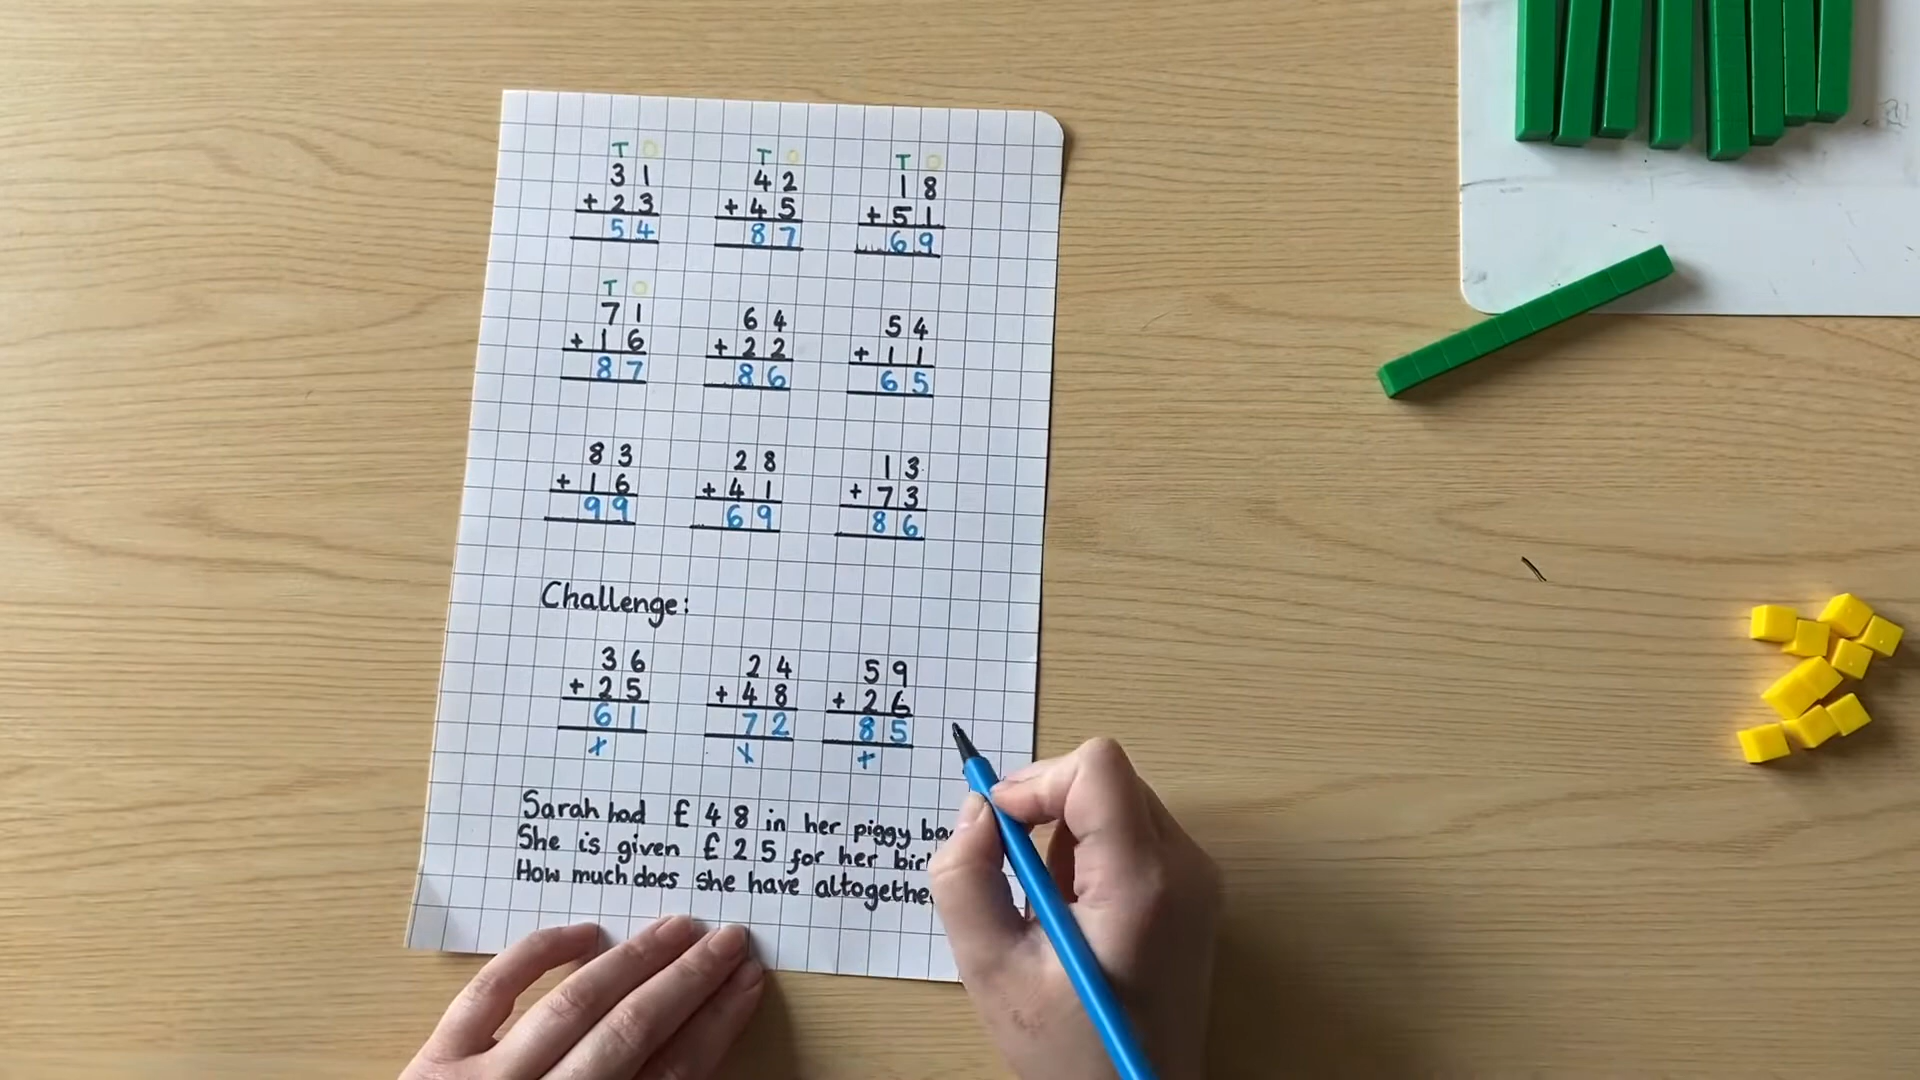 T O T O T O
31 42 18
+ 23 + 45 + 51
54 87 69
T O
71 64 54
+ 16 + 22 + 11
87 86 65
83 28 13
+ 16 + 41 + 73
99 69 86
Challenge:
36 24 59
+ 25 + 48 + 26
61 72 85
Sarah had £48 in her piggy
She is given £25 for her
How much does she have